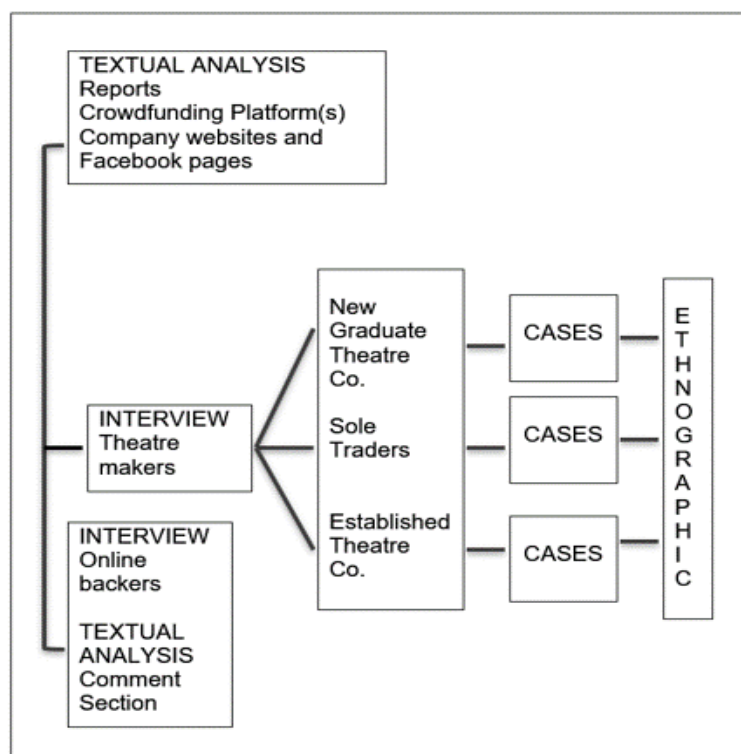 TEXTUAL ANALYSIS
Reports
Crowdfunding Platform(s)
Company websites and
Facebook pages
INTERVIEW
Theatre
makers
INTERVIEW
Online
backers
TEXTUAL
ANALYSIS
Comment
Section
New
Graduate
Theatre
Co.
Sole
Traders
Established
Theatre
Co.
CASES
CASES
CASES
E
T
H
N
O
G
R
A
P
H
I
C